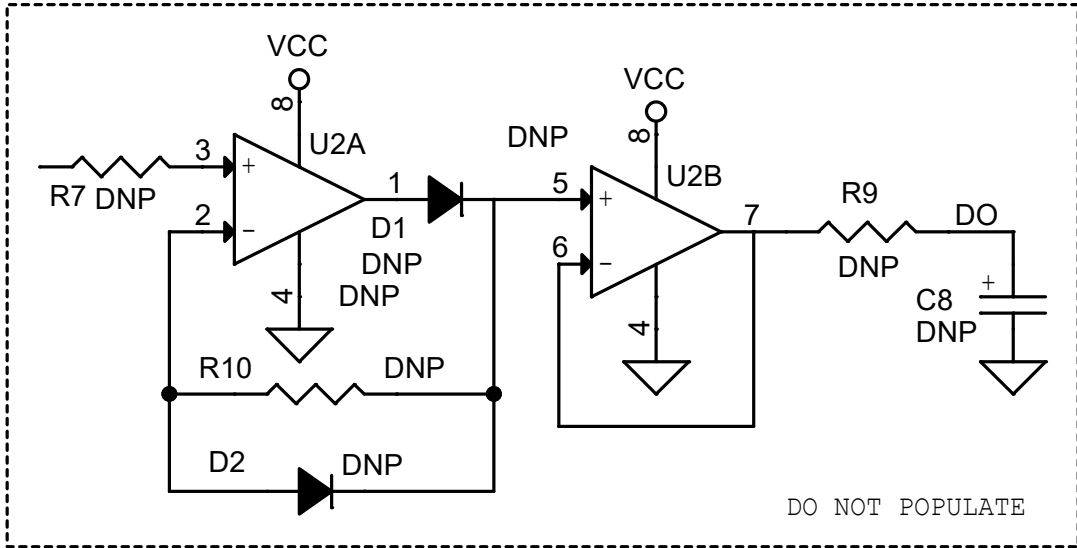 VCC
8
U2A
3
+
R7 DNP
2
−
1
D1
DNP
DNP
4
R10
DNP
D2
DNP
VCC
8
DNP
U2B
5
+
6
−
7
4
R9
DNP
DO
+
C8
DNP
DO NOT POPULATE